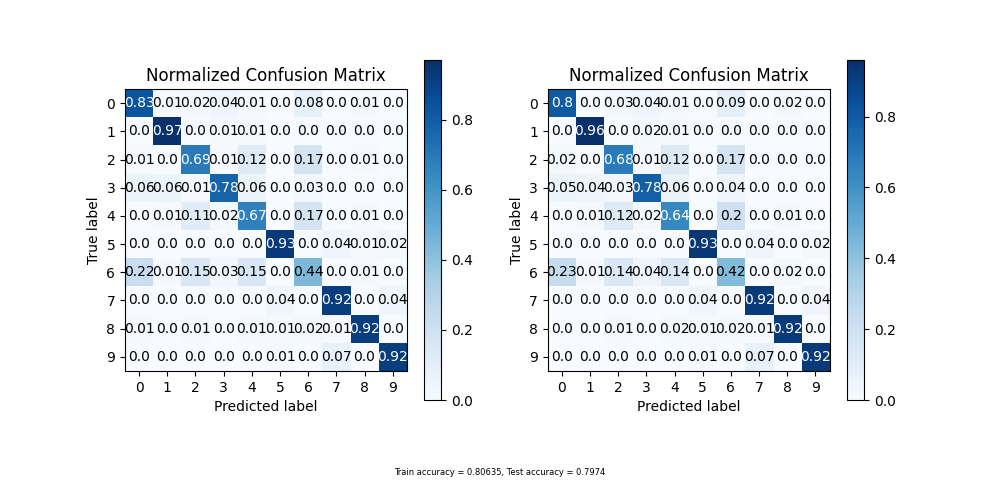 Normalized Confusion Matrix
0 0.83 0.01 0.02 0.04 0.01 0.0 0.08 0.0 0.01 0.0
1 0.0 0.97 0.0 0.01 0.01 0.0 0.0 0.0 0.0 0.0
2 0.01 0.0 0.69 0.01 0.12 0.0 0.17 0.0 0.01 0.0
3 0.06 0.06 0.01 0.78 0.06 0.0 0.03 0.0 0.0 0.0
4 0.0 0.01 0.11 0.02 0.67 0.0 0.17 0.0 0.01 0.0
5 0.0 0.0 0.0 0.0 0.0 0.93 0.0 0.04 0.01 0.02
6 0.22 0.01 0.15 0.03 0.15 0.0 0.44 0.0 0.01 0.0
7 0.0 0.0 0.0 0.0 0.0 0.04 0.0 0.92 0.0 0.04
8 0.01 0.0 0.01 0.0 0.01 0.01 0.02 0.01 0.92 0.0
9 0.0 0.0 0.0 0.0 0.0 0.01 0.0 0.07 0.0 0.92
0 1 2 3 4 5 6 7 8 9
True label
Predicted label
0.8
0.6
0.4
0.2
0.0
Normalized Confusion Matrix
0 0.8 0.0 0.03 0.04 0.01 0.0 0.09 0.0 0.02 0.0
1 0.0 0.96 0.0 0.02 0.01 0.0 0.0 0.0 0.0 0.0
2 0.02 0.0 0.68 0.01 0.12 0.0 0.17 0.0 0.01 0.0
3 0.05 0.04 0.03 0.78 0.06 0.0 0.04 0.0 0.0 0.0
4 0.0 0.01 0.12 0.02 0.64 0.0 0.2 0.0 0.01 0.0
5 0.0 0.0 0.0 0.0 0.0 0.93 0.0 0.04 0.0 0.02
6 0.23 0.01 0.14 0.04 0.14 0.0 0.42 0.0 0.02 0.0
7 0.0 0.0 0.0 0.0 0.0 0.04 0.0 0.92 0.0 0.04
8 0.0 0.0 0.01 0.0 0.02 0.01 0.02 0.01 0.92 0.0
9 0.0 0.0 0.0 0.0 0.0 0.01 0.0 0.07 0.0 0.92
0 1 2 3 4 5 6 7 8 9
True label
Predicted label
0.8
0.6
0.4
0.2
0.0
Train accuracy = 0.80635, Test accuracy = 0.7974